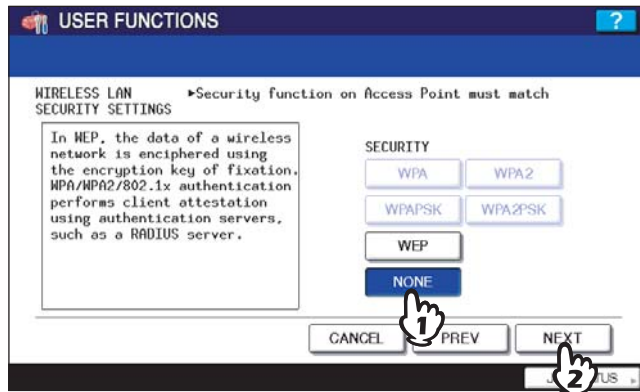 USER FUNCTIONS
?
WIRELESS LAN ►Security function on Access Point must match
SECURITY SETTINGS
In WEP, the data of a wireless
network is enciphered using
the encryption key of fixation.
WPA/WPA2/802.1x authentication
performs client attestation
using authentication servers,
such as a RADIUS server.
SECURITY
WPA WPA2
WPAPSK WPA2PSK
WEP
NONE
1
CANCEL PREV NEXT
2